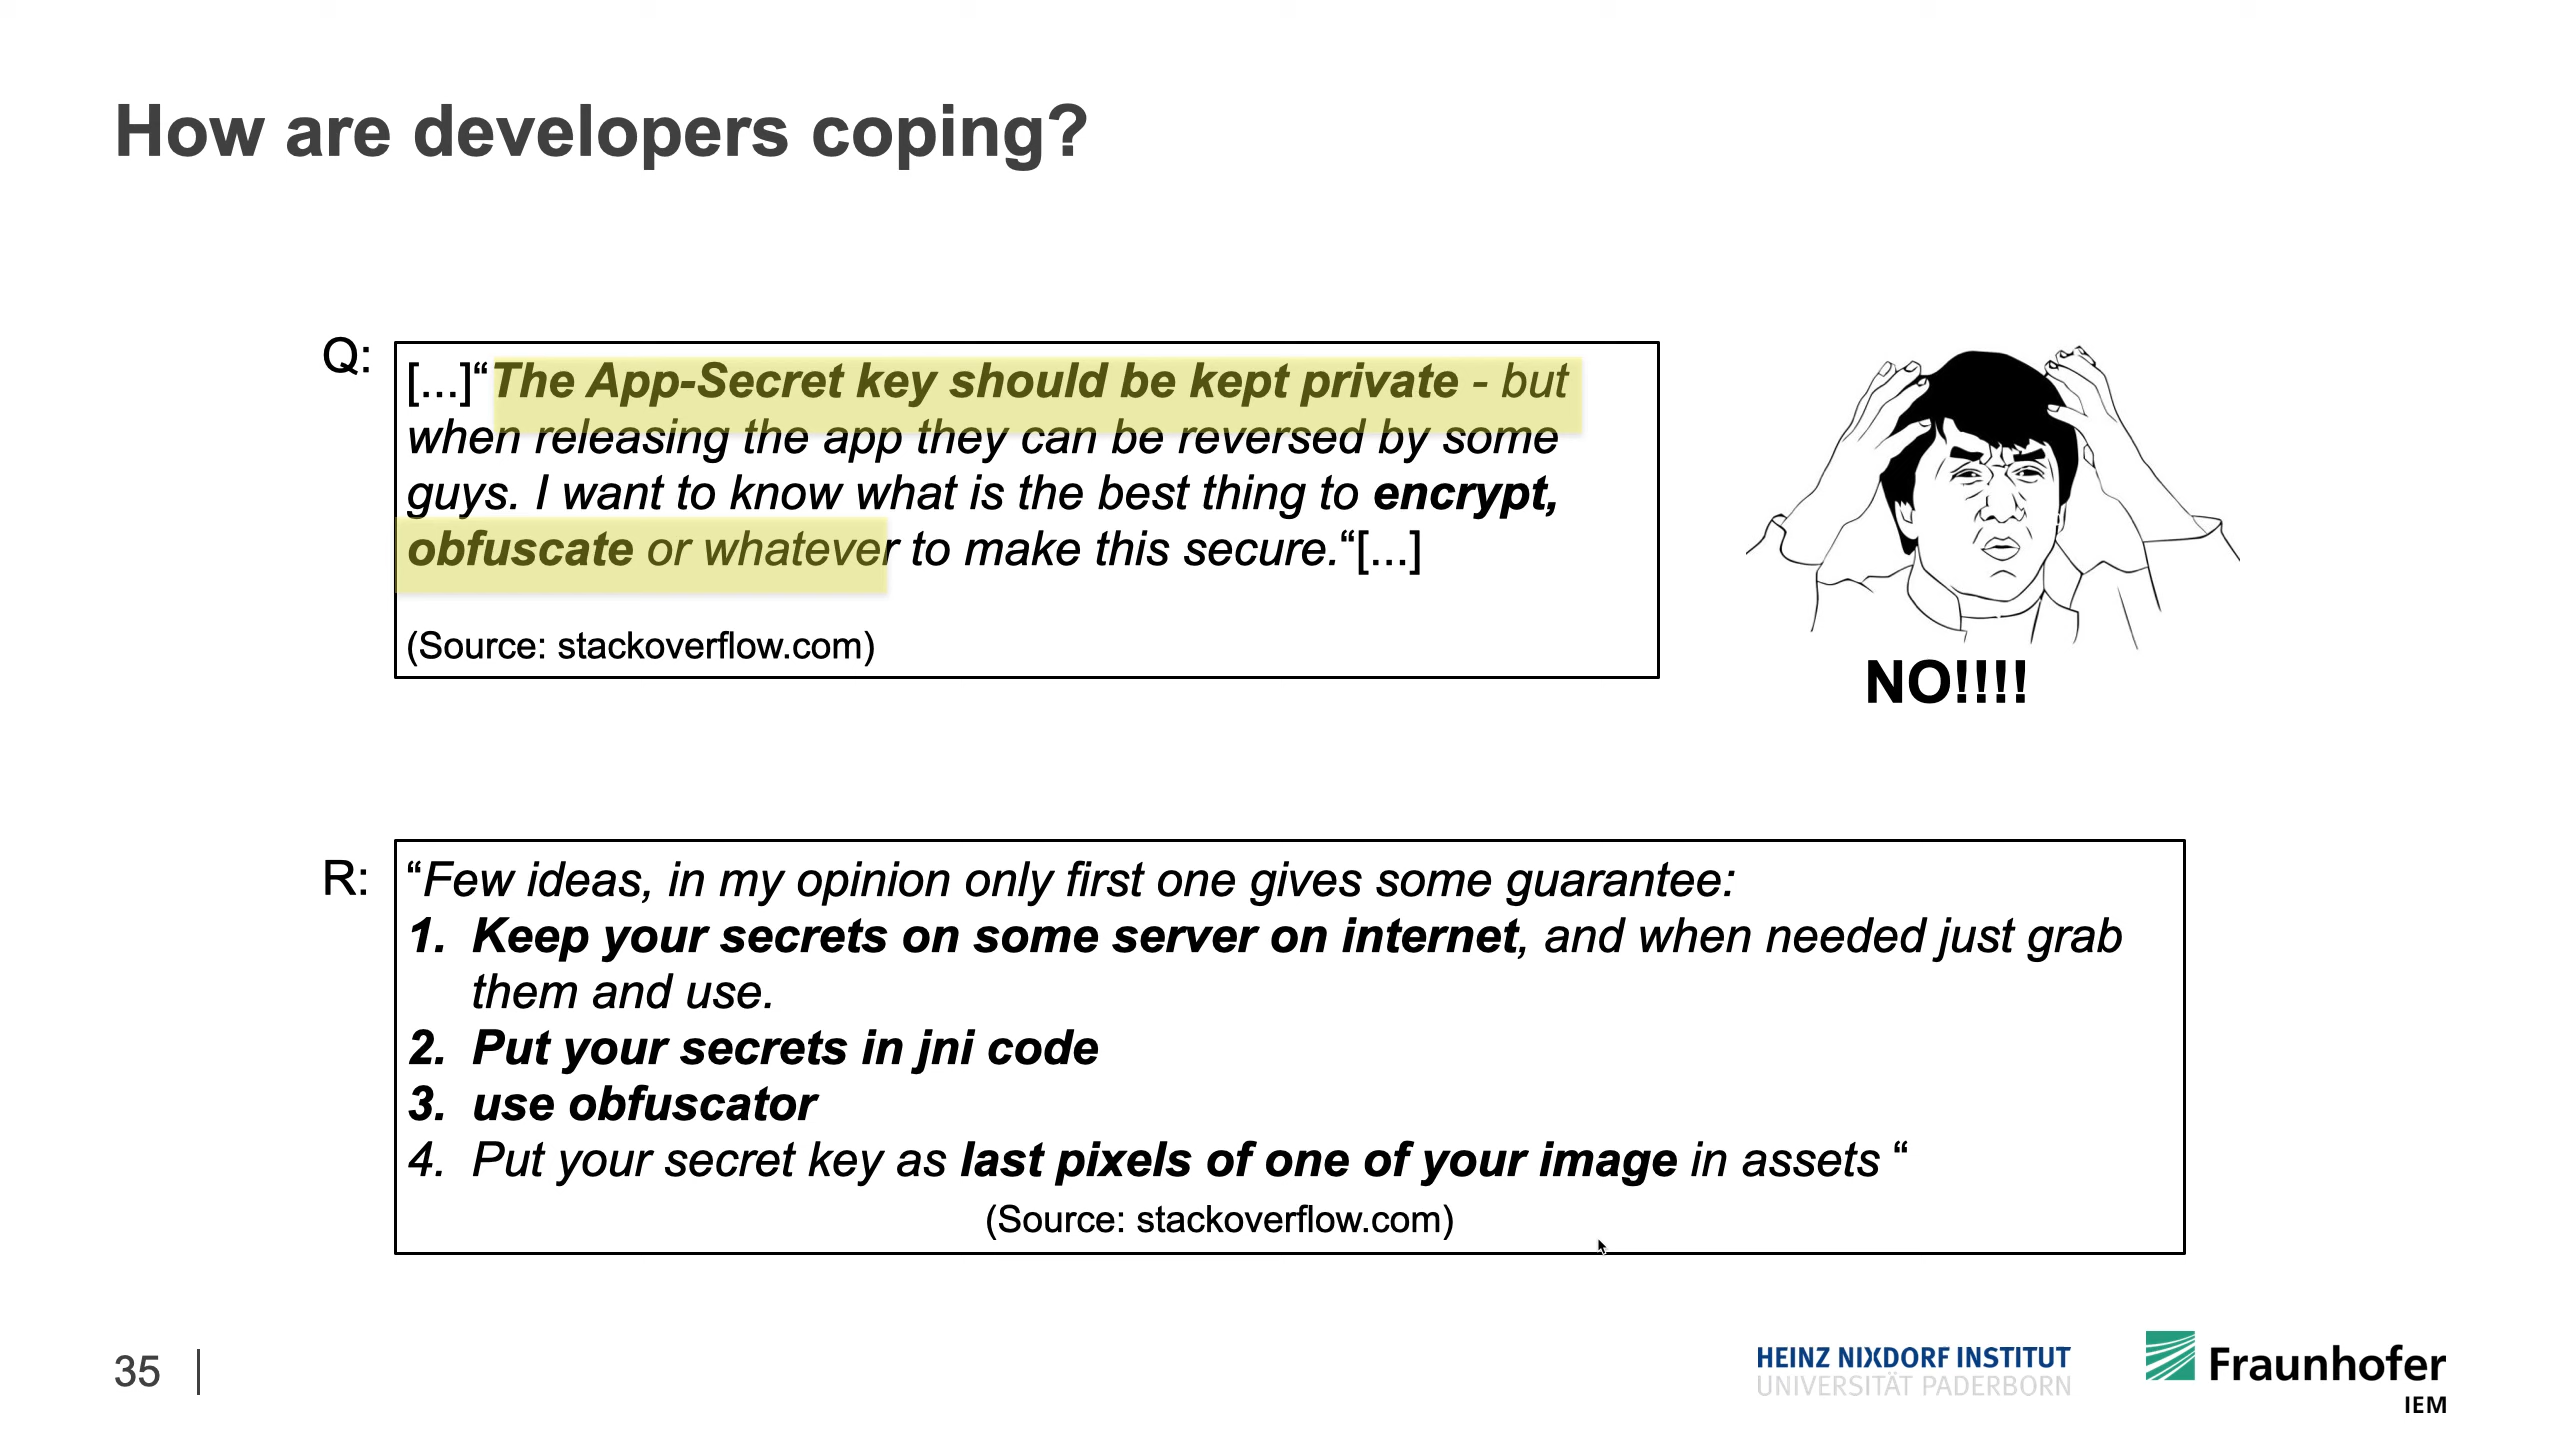 How are developers coping?
Q:
[...]“The App-Secret key should be kept private - but
when releasing the app they can be reversed by some
guys. I want to know what is the best thing to encrypt,
obfuscate or whatever to make this secure.“[...]
(Source: stackoverflow.com)
NO!!!!
R:
“Few ideas, in my opinion only first one gives some guarantee:
1. Keep your secrets on some server on internet, and when needed just grab
them and use.
2. Put your secrets in jni code
3. use obfuscator
4. Put your secret key as last pixels of one of your image in assets “
(Source: stackoverflow.com)
35
HEINZ NIXDORF INSTITUT
UNIVERSITÄT PADERBORN
Fraunhofer
IEM